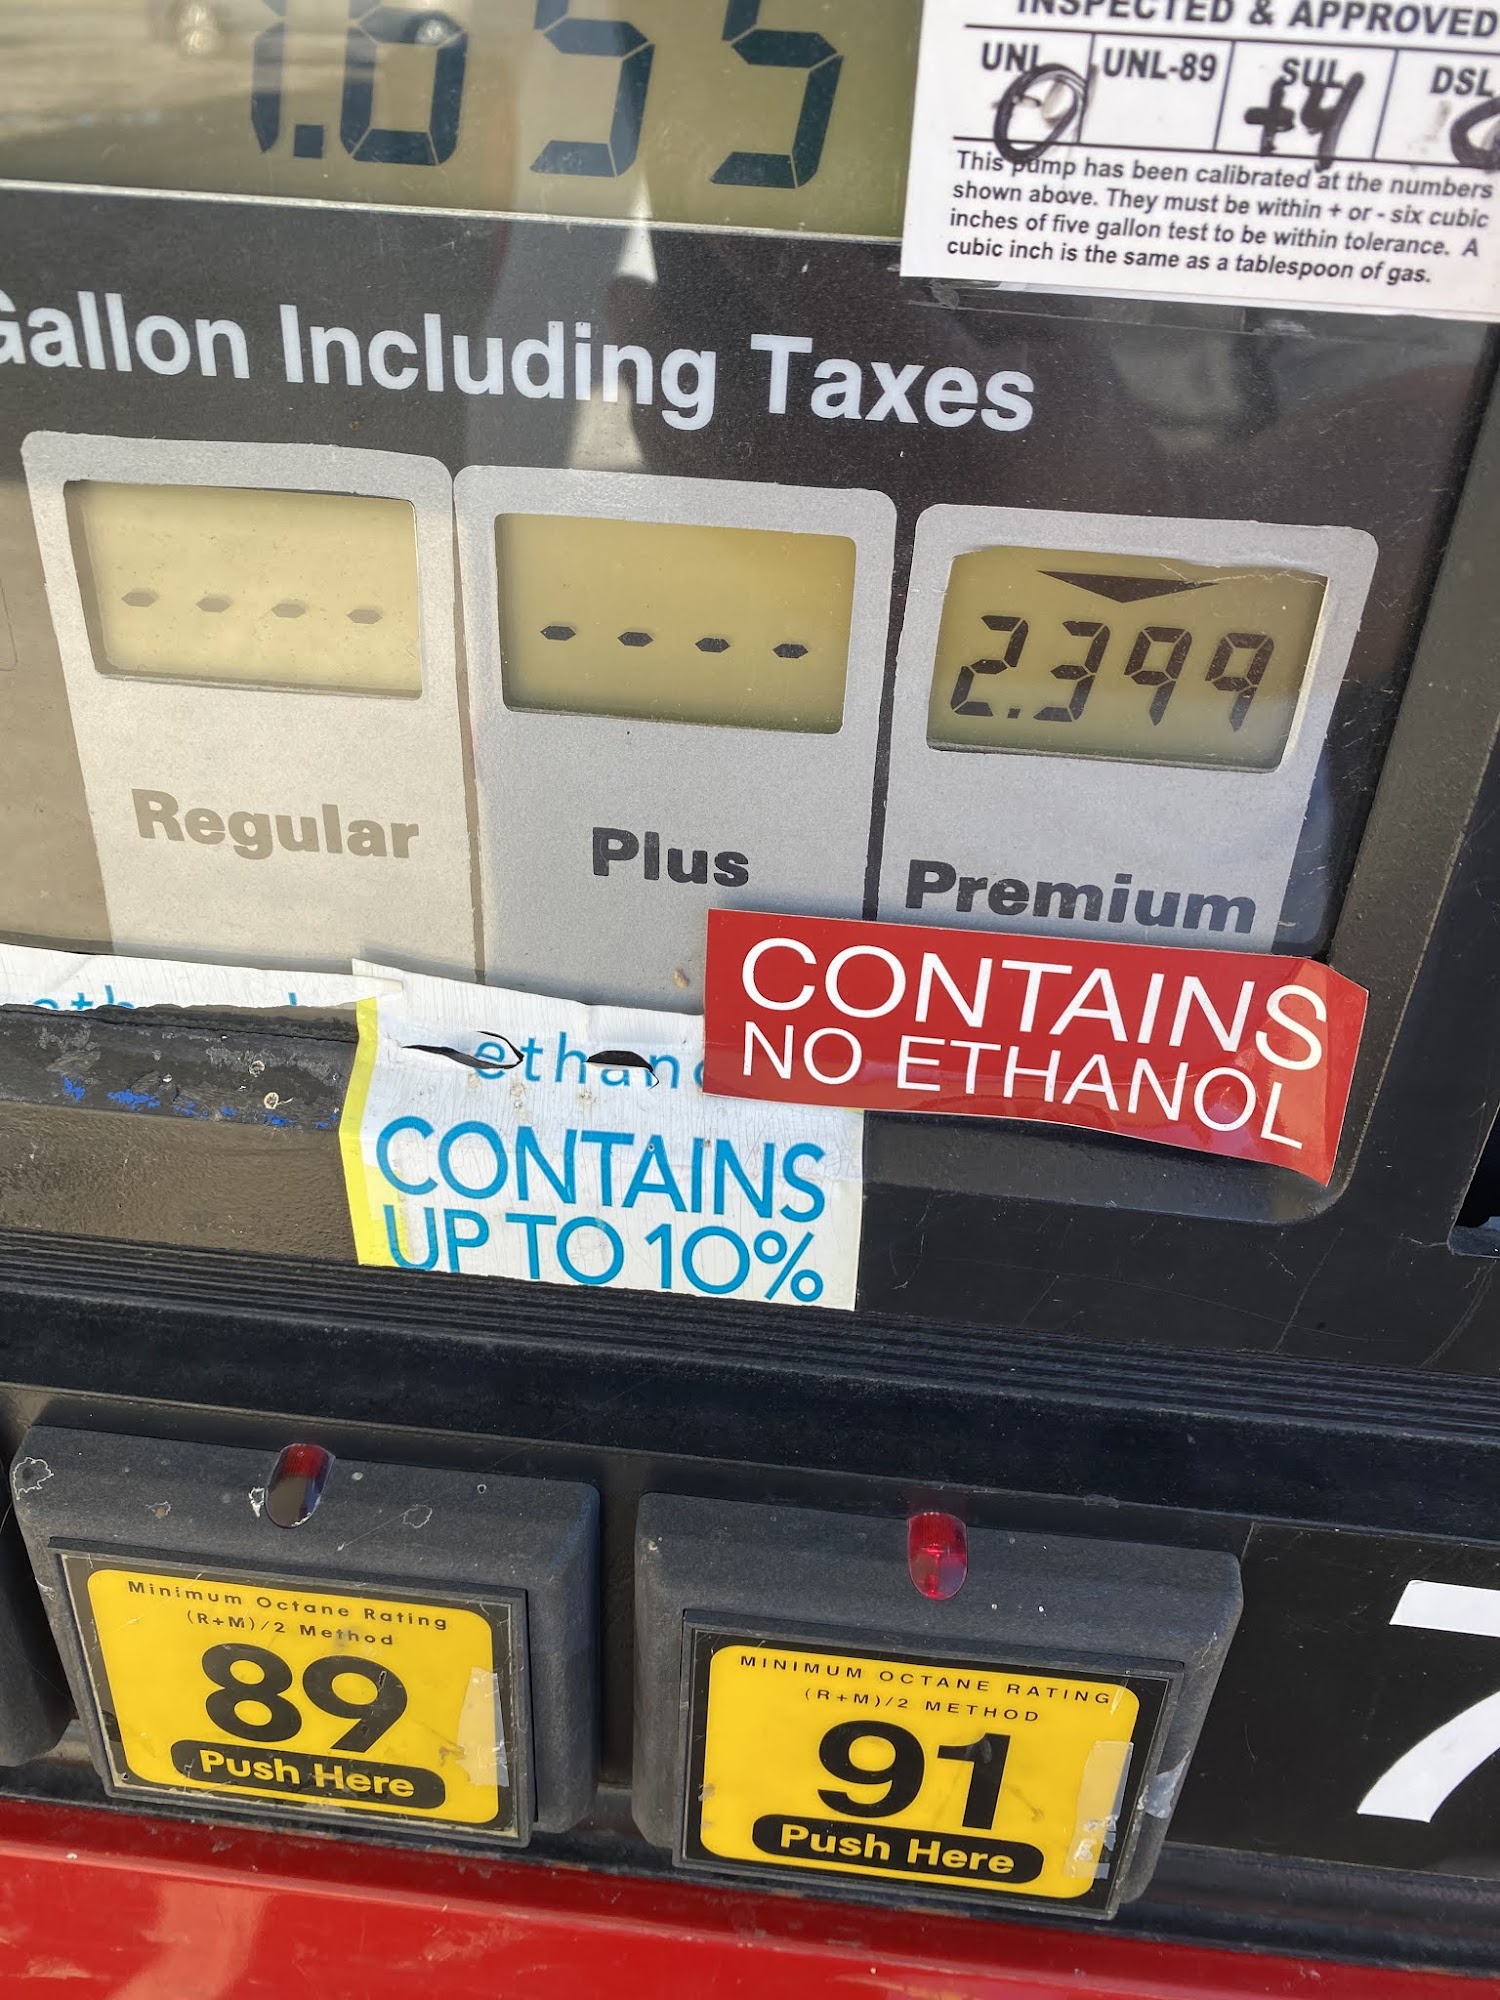 1.655
INSPECTED & APPROVED
UNL UNL-89 SUL DSL
0 +4
This pump has been calibrated at the numbers
shown above. They must be within + or - six cubic
inches of five gallon test to be within tolerance. A
cubic inch is the same as a tablespoon of gas.
Gallon Including Taxes
- - - - - - - - 2.399
Regular Plus Premium
CONTAINS
NO ETHANOL
CONTAINS
UP TO 10%
Minimum Octane Rating
(R+M)/2 Method
89
Push Here
MINIMUM OCTANE RATING
(R+M)/2 METHOD
91
Push Here
7